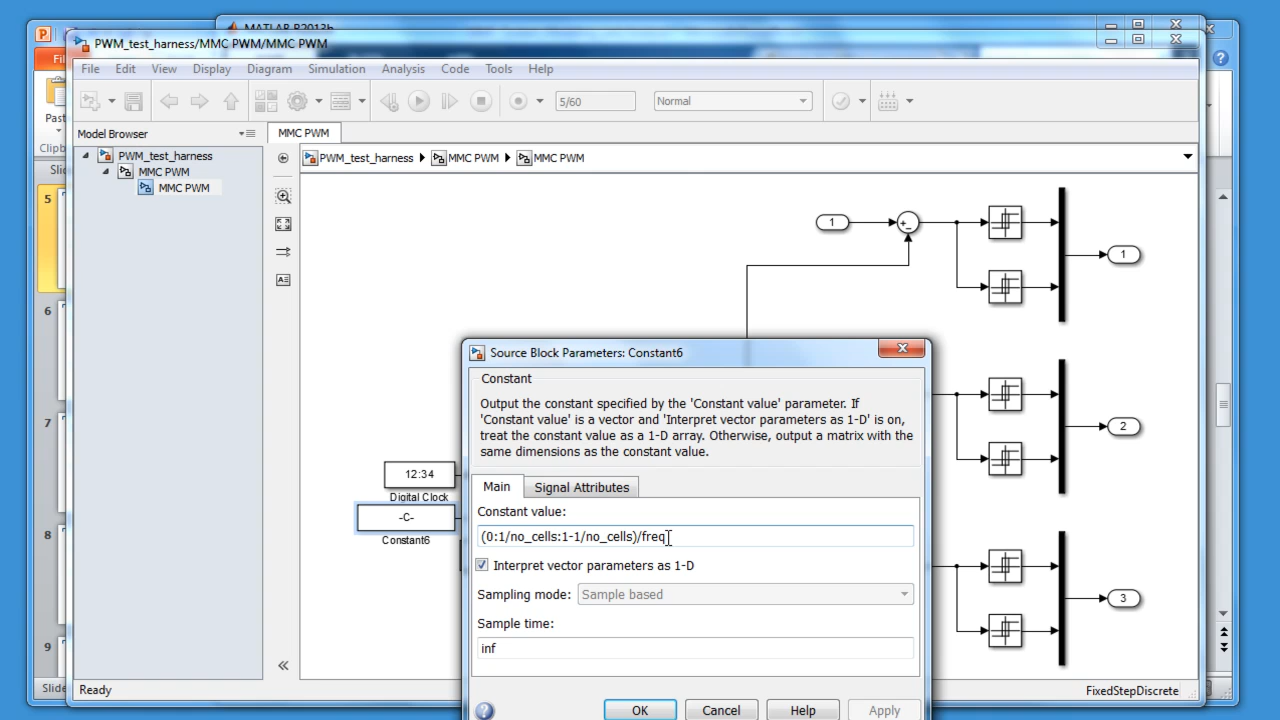 MATLAB R2013b
PWM_test_harness/MMC PWM/MMC PWM
File Edit View Display Diagram Simulation Analysis Code Tools Help
5/60 Normal
Model Browser
MMC PWM
PWM_test_harness
MMC PWM
MMC PWM
PWM_test_harness MMC PWM MMC PWM
Past
Clipb
5
6
7
8
9
1
1
2
3
12:34
Digital Clock
-C-
Constant6
Source Block Parameters: Constant6
Constant
Output the constant specified by the 'Constant value' parameter. If
'Constant value' is a vector and 'Interpret vector parameters as 1-D' is on,
treat the constant value as a 1-D array. Otherwise, output a matrix with the
same dimensions as the constant value.
Main Signal Attributes
Constant value:
(0:1/no_cells:1-1/no_cells)/freq
Interpret vector parameters as 1-D
Sampling mode: Sample based
Sample time:
inf
OK Cancel Help Apply
Slide
Ready
FixedStepDiscrete